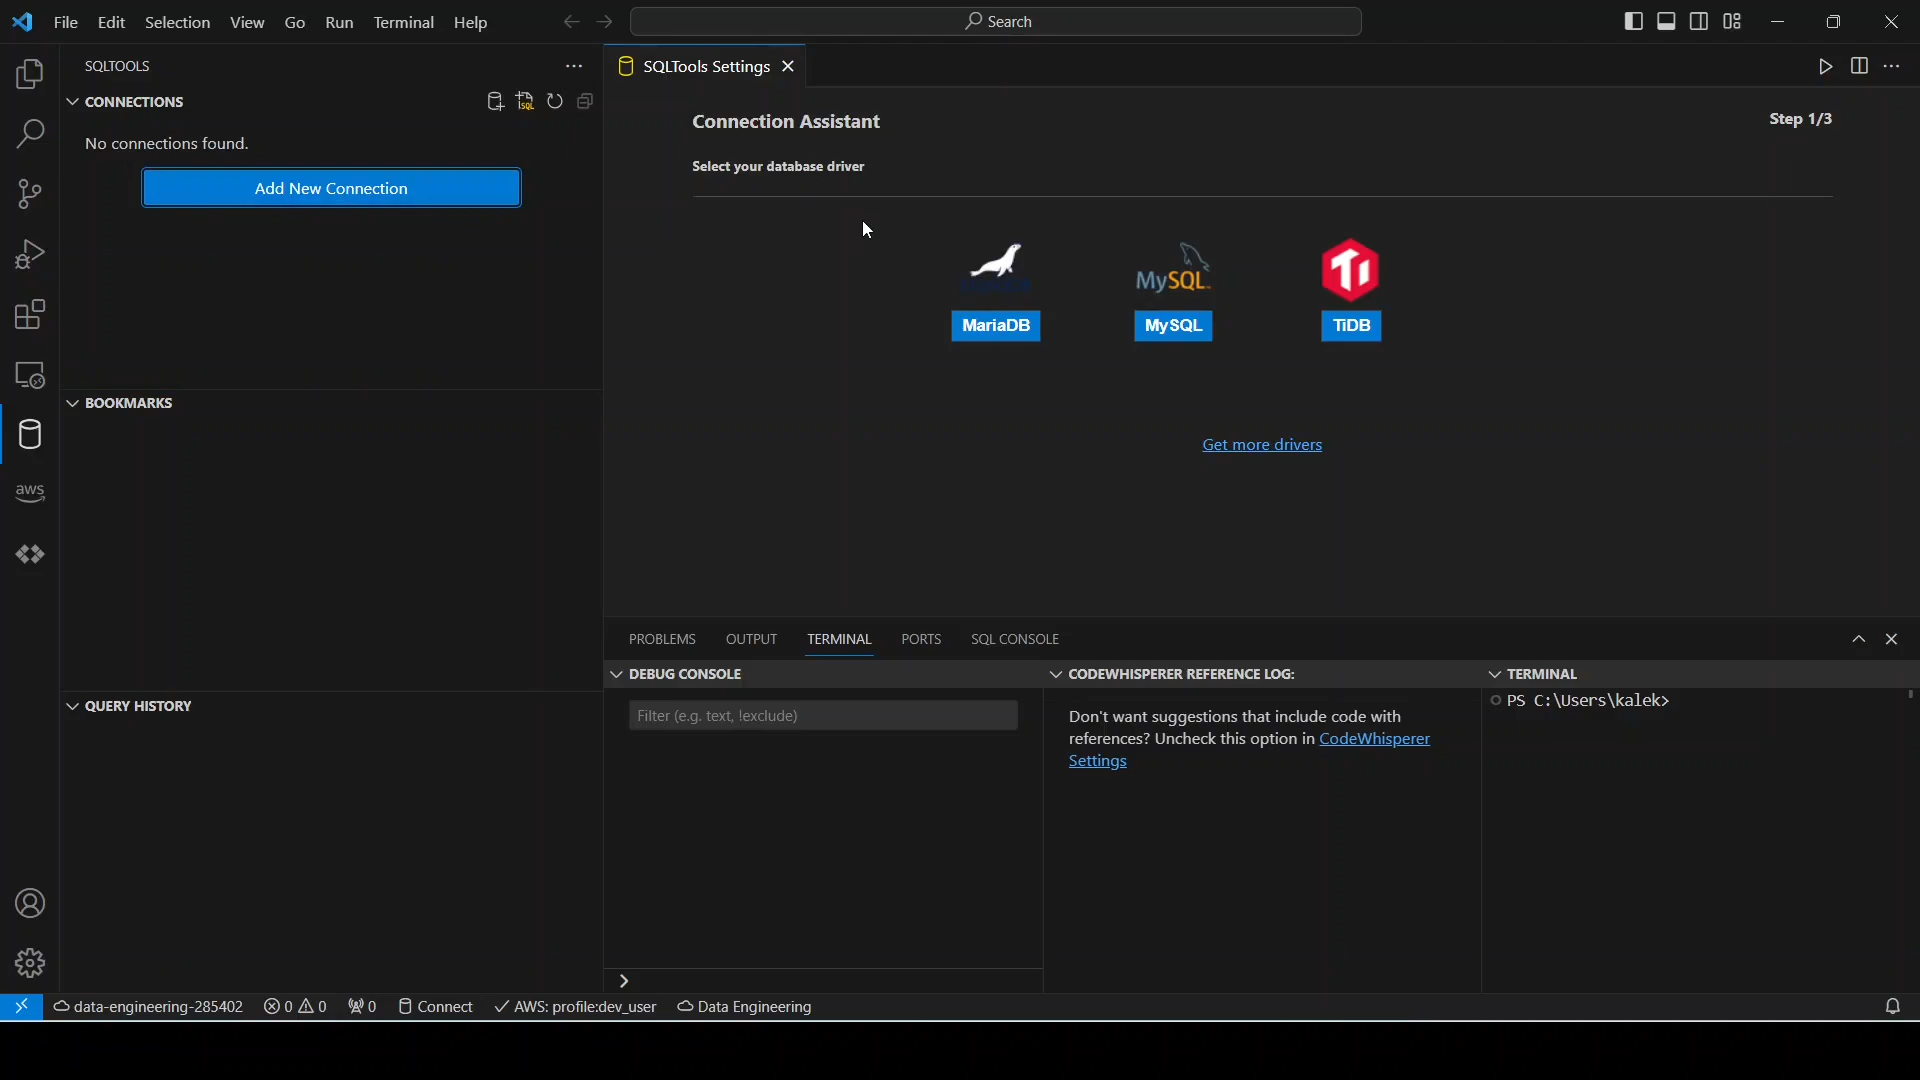 File Edit Selection View Go Run Terminal Help
Search
SQLTOOLS
CONNECTIONS
SQL
No connections found.
Add New Connection
BOOKMARKS
aws
QUERY HISTORY
SQLTools Settings
Connection Assistant
Step 1/3
Select your database driver
MySQL
Ti
MariaDB
MySQL
TiDB
Get more drivers
PROBLEMS OUTPUT TERMINAL PORTS SQL CONSOLE
DEBUG CONSOLE
Filter (e.g. text, !exclude)
CODEWHISPERER REFERENCE LOG:
Don't want suggestions that include code with
references? Uncheck this option in CodeWhisperer
Settings
TERMINAL
PS C:\Users\kalek>
data-engineering-285402 0 0 0 Connect AWS: profile:dev_user Data Engineering